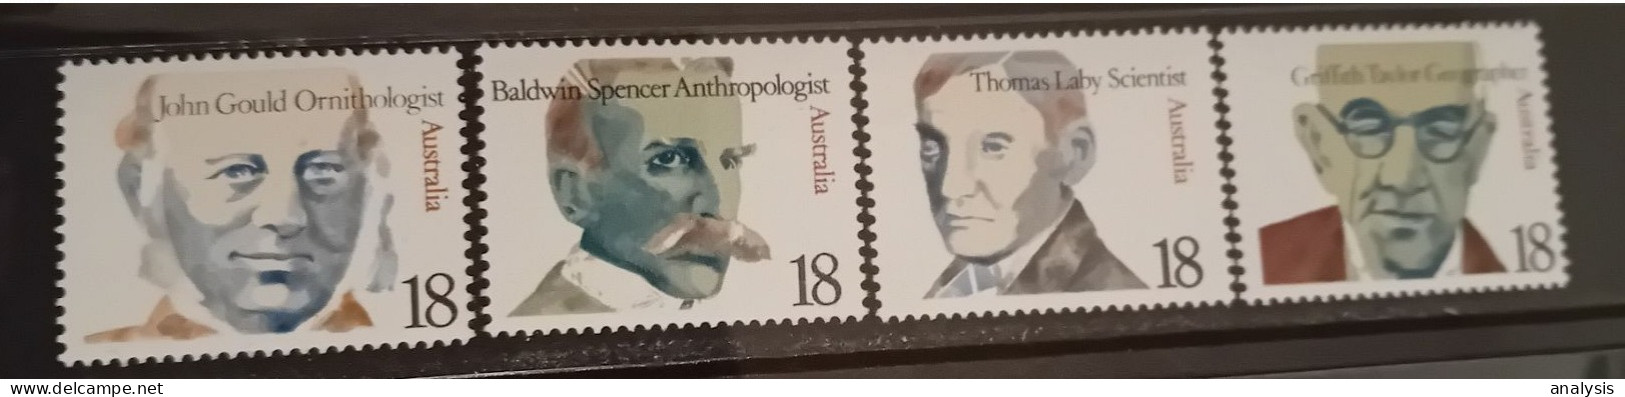 John Gould Ornithologist
Australia
18
Baldwin Spencer Anthropologist
Australia
18
Thomas Laby Scientist
Australia
18
Griffith Taylor Geographer
Australia
18
www.delcampe.net
analysis